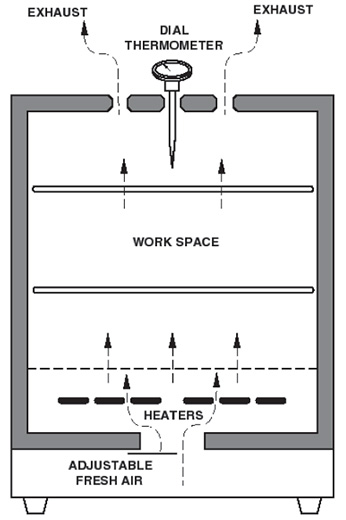 EXHAUST
EXHAUST
DIAL
THERMOMETER
WORK SPACE
HEATERS
ADJUSTABLE
FRESH AIR